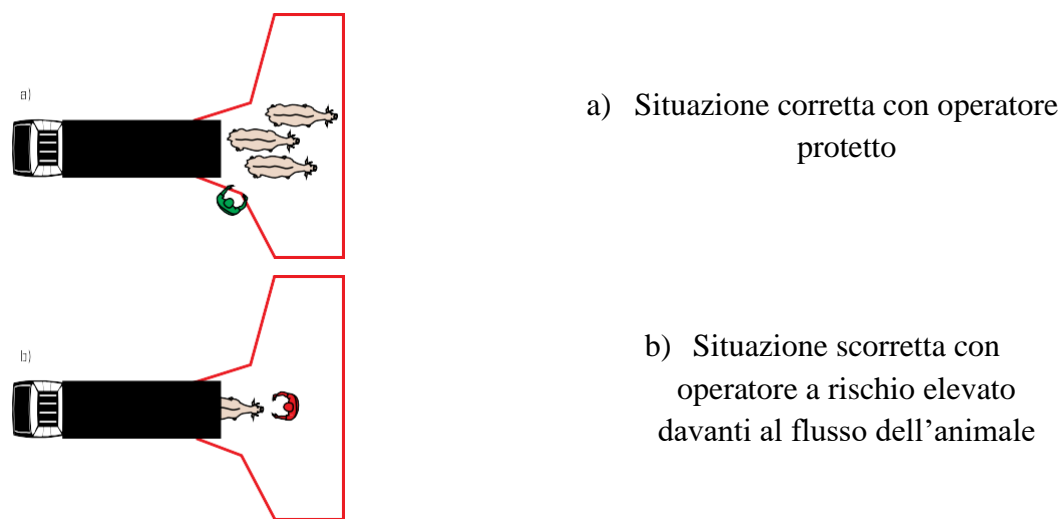 a)
a) Situazione corretta con operatore
protetto
b)
b) Situazione scorretta con
operatore a rischio elevato
davanti al flusso dell’animale